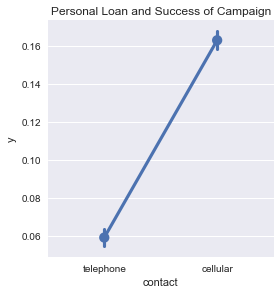 Personal Loan and Success of Campaign
0.16
0.14
0.12
0.10
0.08
0.06
y
telephone
cellular
contact